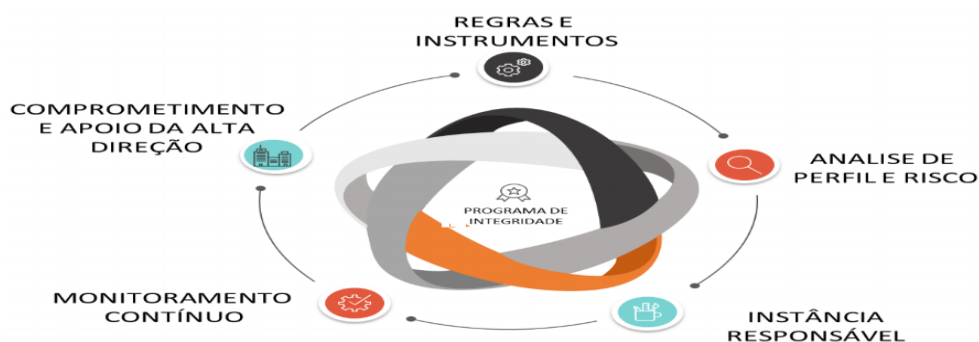 REGRAS E
INSTRUMENTOS
COMPROMETIMENTO
E APOIO DA ALTA
DIREÇÃO
ANALISE DE
PERFIL E RISCO
PROGRAMA DE
INTEGRIDADE
MONITORAMENTO
CONTÍNUO
INSTÂNCIA
RESPONSÁVEL